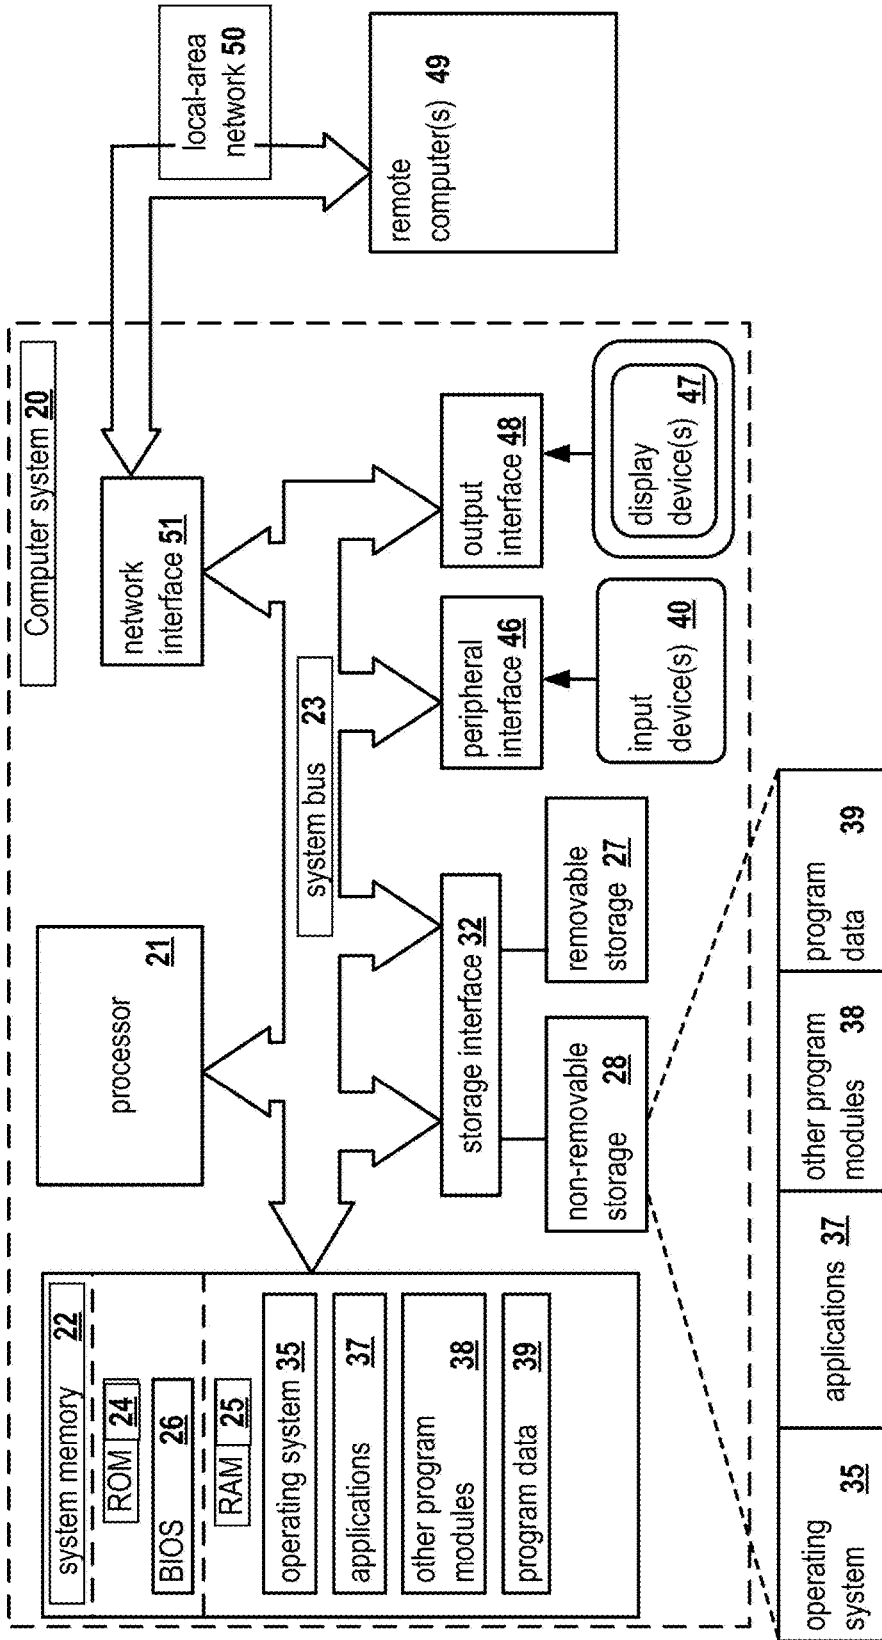 Computer system 20
system memory 22
ROM 24
BIOS 26
RAM 25
operating system 35
applications 37
other program
modules 38
program data 39
processor
21
system bus 23
network
interface 51
local-area
network 50
remote
computer(s) 49
storage interface 32
non-removable
storage 28
removable
storage 27
peripheral
interface 46
output
interface 48
input
device(s) 40
display
device(s) 47
operating
system 35
applications 37
other program
modules 38
program
data 39